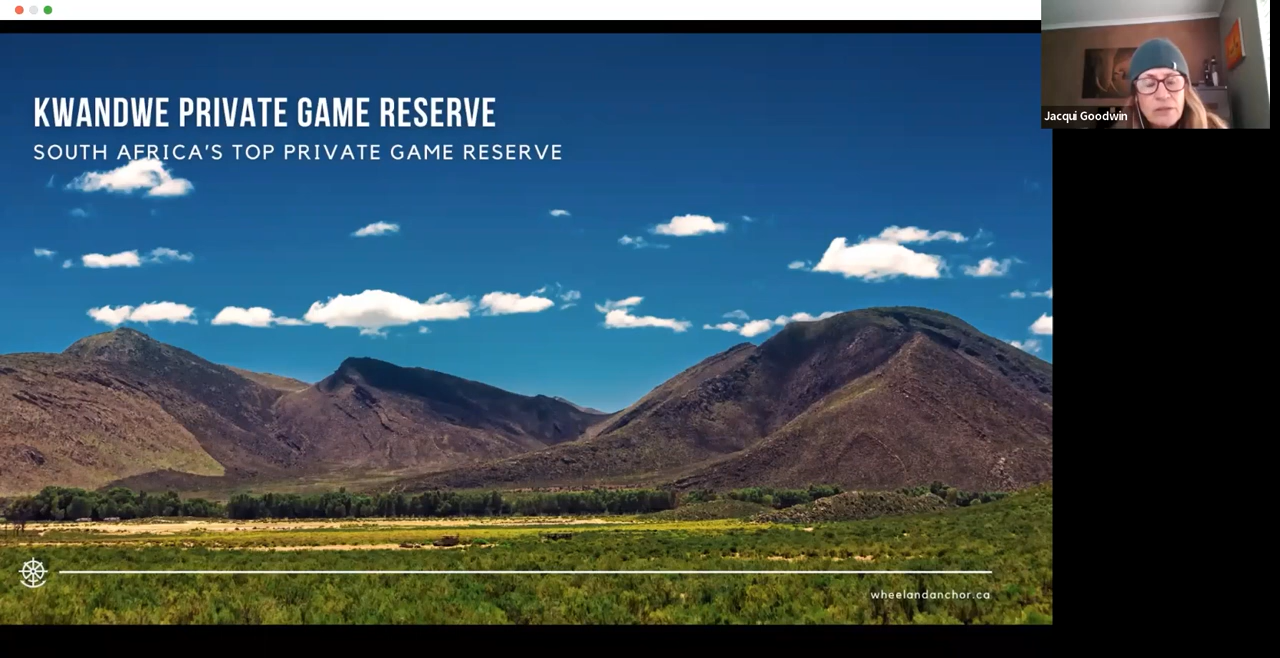 KWANDWE PRIVATE GAME RESERVE
SOUTH AFRICA'S TOP PRIVATE GAME RESERVE
Jacqui Goodwin
wheelandanchor.ca